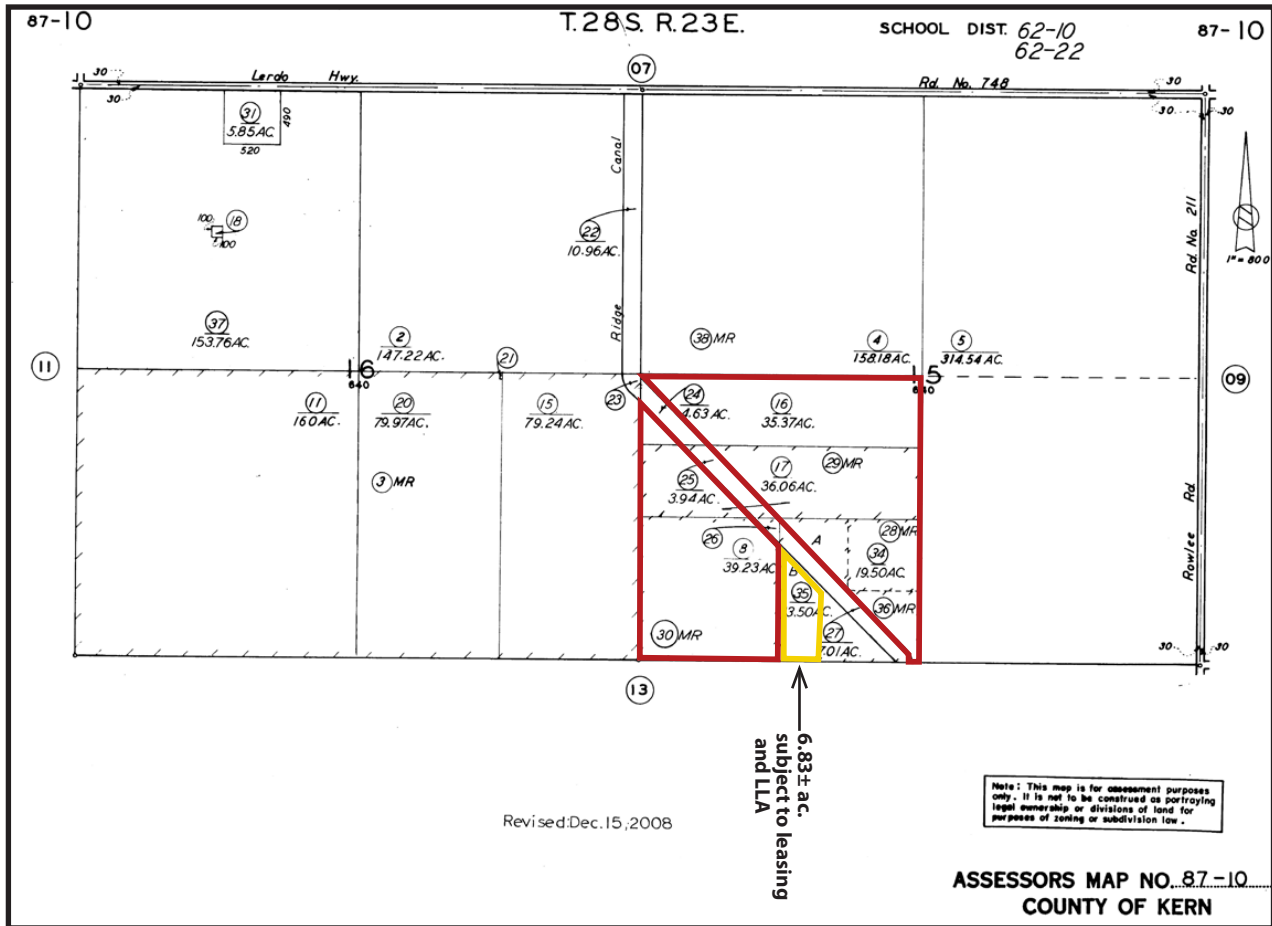 87-10
T.28S. R.23E.
SCHOOL DIST. 62-10
62-22
87-10
30
30
Lerdo Hwy.
07
Rd. No. 748
30
30
30
31
5.85AC.
490
520
Canal
Ridge
Rd. No. 211
1"=800
100
100
18
22
10.96AC.
37
153.76AC.
2
147.22AC.
21
38 MR
4
158.18AC.
5
314.54AC.
11
6
640
5
640
09
11
160AC.
20
79.97AC.
15
79.24AC.
23
24
4.63 AC.
16
35.37AC.
3 MR
25
3.94AC.
17
36.06AC.
29 MR
26
8
39.23AC.
A
28 MR
34
19.50AC.
B
35
3.50AC.
36 MR
27
7.01AC.
30 MR
Rowlee Rd
30
30
13
6.83± ac.
subject to leasing
and LLA
Revised:Dec.15,2008
Note: This map is for assessment purposes
only. It is not to be construed as portraying
legal ownership or divisions of land for
purposes of zoning or subdivision law.
ASSESSORS MAP NO. 87-10
COUNTY OF KERN